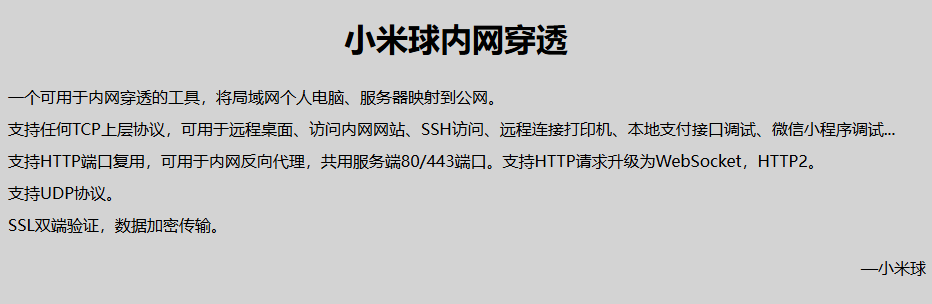 小米球内网穿透
一个可用于内网穿透的工具，将局域网个人电脑、服务器映射到公网。
支持任何TCP上层协议，可用于远程桌面、访问内网网站、SSH访问、远程连接打印机、本地支付接口调试、微信小程序调试...
支持HTTP端口复用，可用于内网反向代理，共用服务端80/443端口。支持HTTP请求升级为WebSocket，HTTP2。
支持UDP协议。
SSL双端验证，数据加密传输。
—小米球